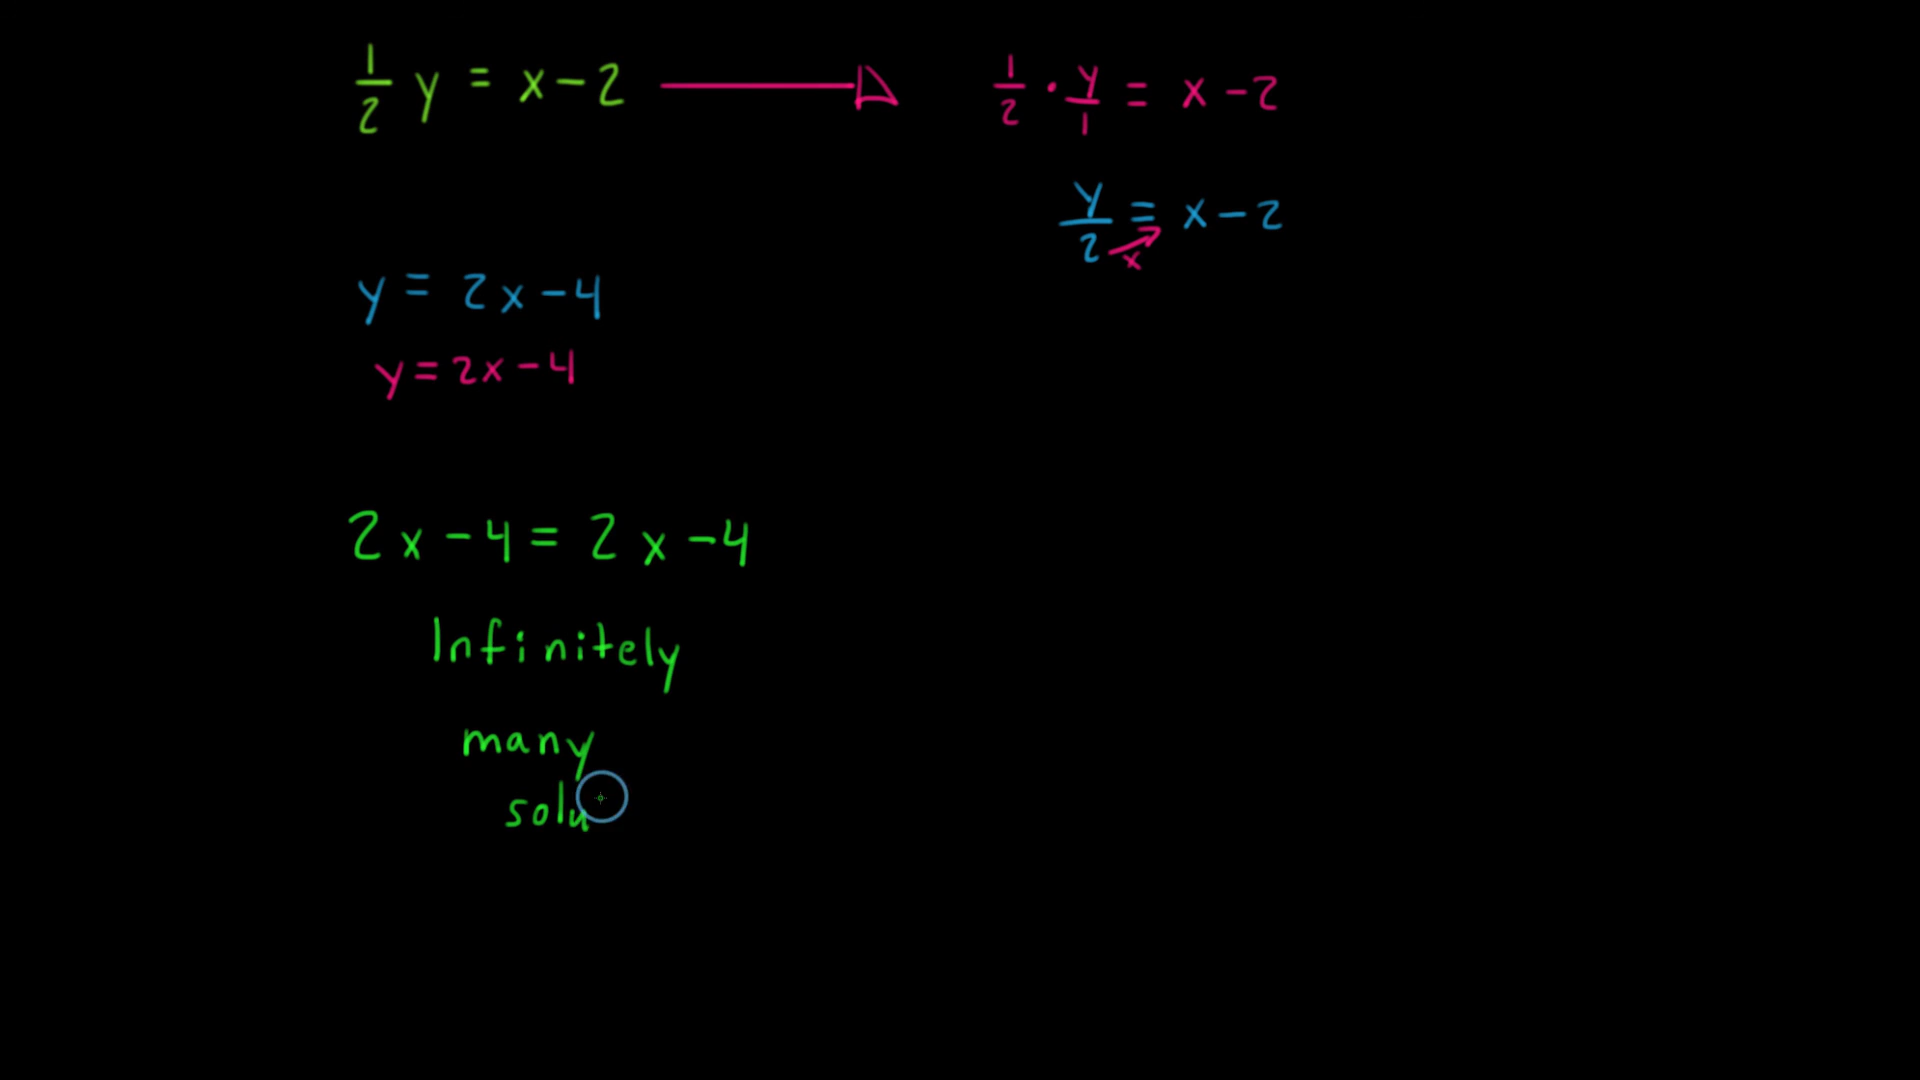 1/2 y = x - 2
1/2 · y/1 = x - 2
y/2 = x - 2
x
y = 2x - 4
y = 2x - 4
2x - 4 = 2x - 4
Infinitely
many
solu